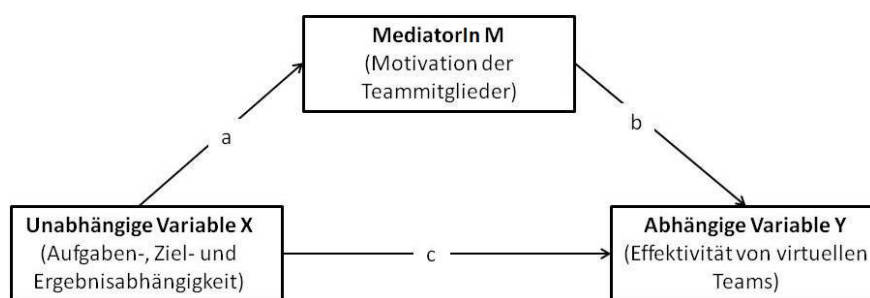 MediatorIn M
(Motivation der
Teammitglieder)
a
b
Unabhängige Variable X
(Aufgaben-, Ziel- und
Ergebnisabhängigkeit)
c
Abhängige Variable Y
(Effektivität von virtuellen
Teams)